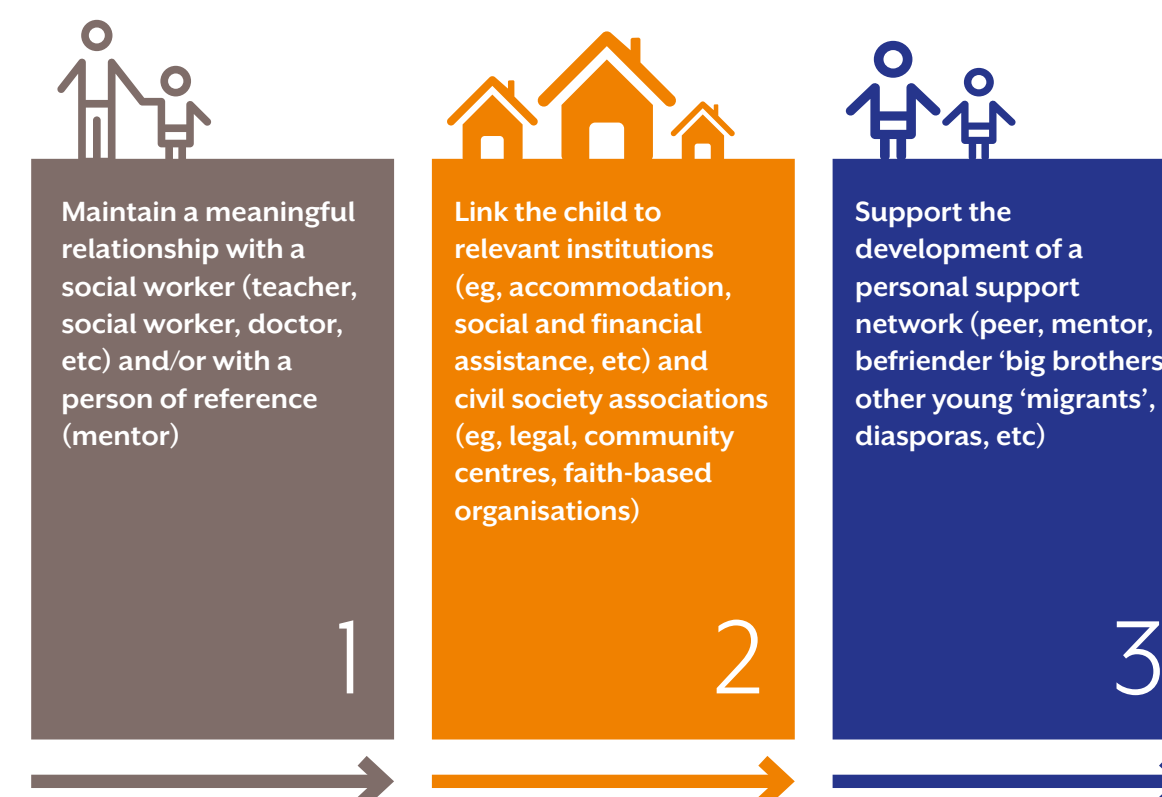 Maintain a meaningful
relationship with a
social worker (teacher,
social worker, doctor,
etc) and/or with a
person of reference
(mentor)
1
Link the child to
relevant institutions
(eg, accommodation,
social and financial
assistance, etc) and
civil society associations
(eg, legal, community
centres, faith-based
organisations)
2
Support the
development of a
personal support
network (peer, mentor,
befriender ‘big brothers
other young ‘migrants’,
diasporas, etc)
3